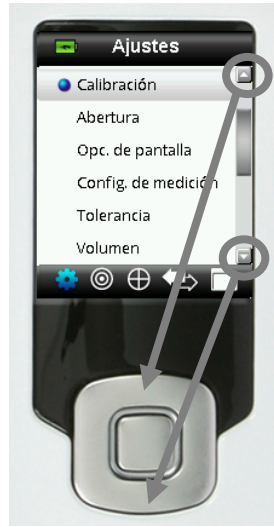 Ajustes
Calibración
Abertura
Opc. de pantalla
Config. de medición
Tolerancia
Volumen